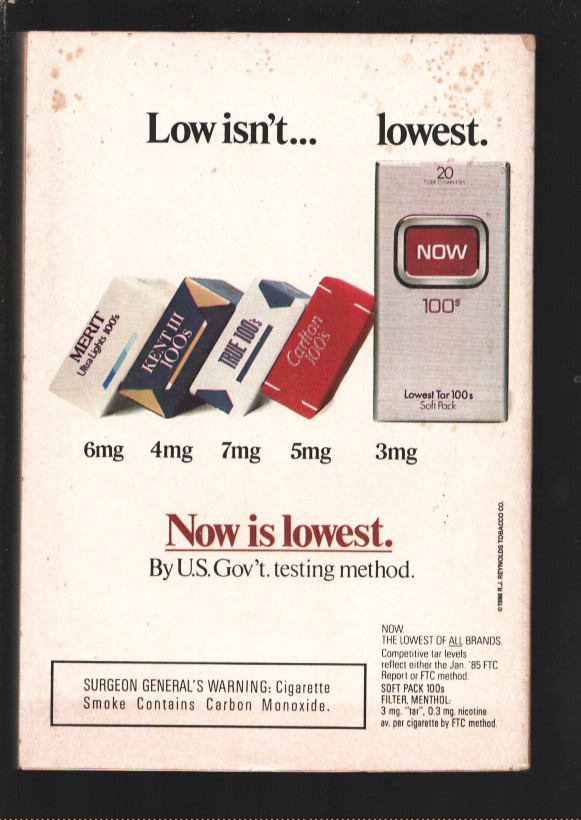 Low isn't... lowest.
20
NOW
100s
Lowest Tar 100s
Soft Pack
MERIT
Ultra Lights 100's
KENT III
100s
TRUE 100's
Carlton
100's
6mg 4mg 7mg 5mg 3mg
Now is lowest.
By U.S. Gov't. testing method.
©1986 R.J. REYNOLDS TOBACCO CO.
NOW.
THE LOWEST OF ALL BRANDS.
Competitive tar levels
reflect either the Jan. '85 FTC
Report or FTC method.
SOFT PACK 100s
FILTER, MENTHOL:
3 mg. "tar", 0.3 mg. nicotine
av. per cigarette by FTC method.
SURGEON GENERAL'S WARNING: Cigarette
Smoke Contains Carbon Monoxide.